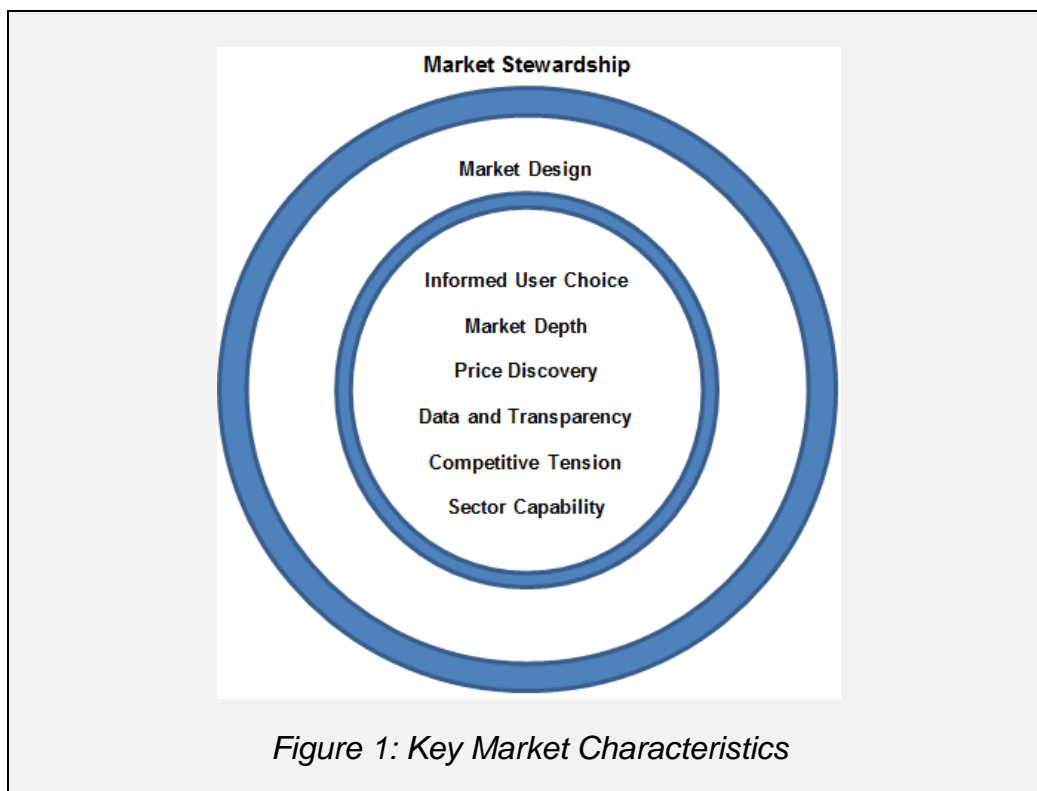 Market Stewardship
Market Design
Informed User Choice
Market Depth
Price Discovery
Data and Transparency
Competitive Tension
Sector Capability
Figure 1: Key Market Characteristics